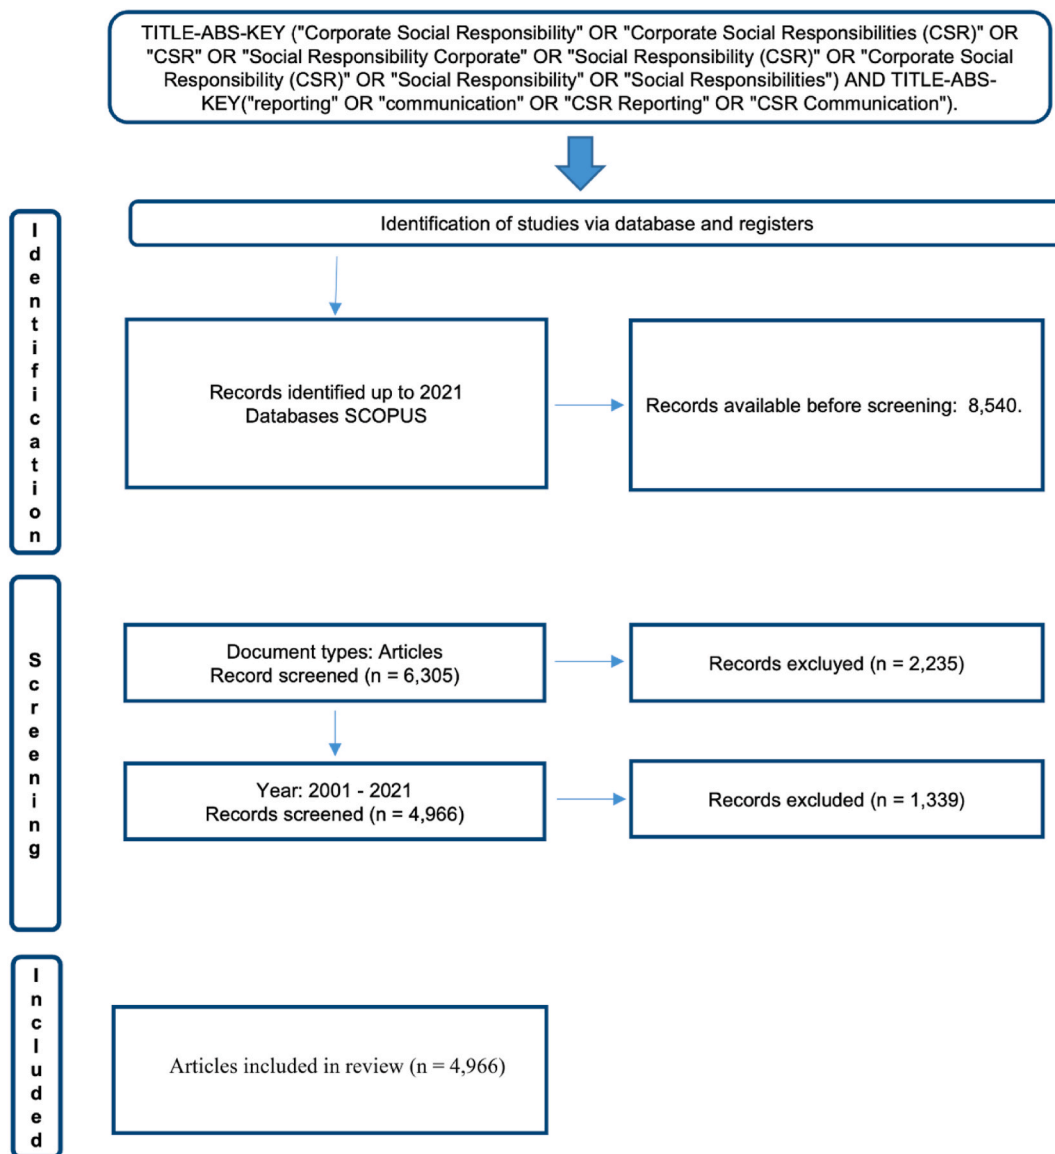 TITLE-ABS-KEY ("Corporate Social Responsibility" OR "Corporate Social Responsibilities (CSR)" OR
"CSR" OR "Social Responsibility Corporate" OR "Social Responsibility (CSR)" OR "Corporate Social
Responsibility (CSR)" OR "Social Responsibility" OR "Social Responsibilities") AND TITLE-ABS-
KEY("reporting" OR "communication" OR "CSR Reporting" OR "CSR Communication").
Identification
Identification of studies via database and registers
Records identified up to 2021
Databases SCOPUS
Records available before screening:  8,540.
Screening
Document types: Articles
Record screened (n = 6,305)
Records excluyed (n = 2,235)
Year: 2001 - 2021
Records screened (n = 4,966)
Records excluded (n = 1,339)
Included
Articles included in review (n = 4,966)